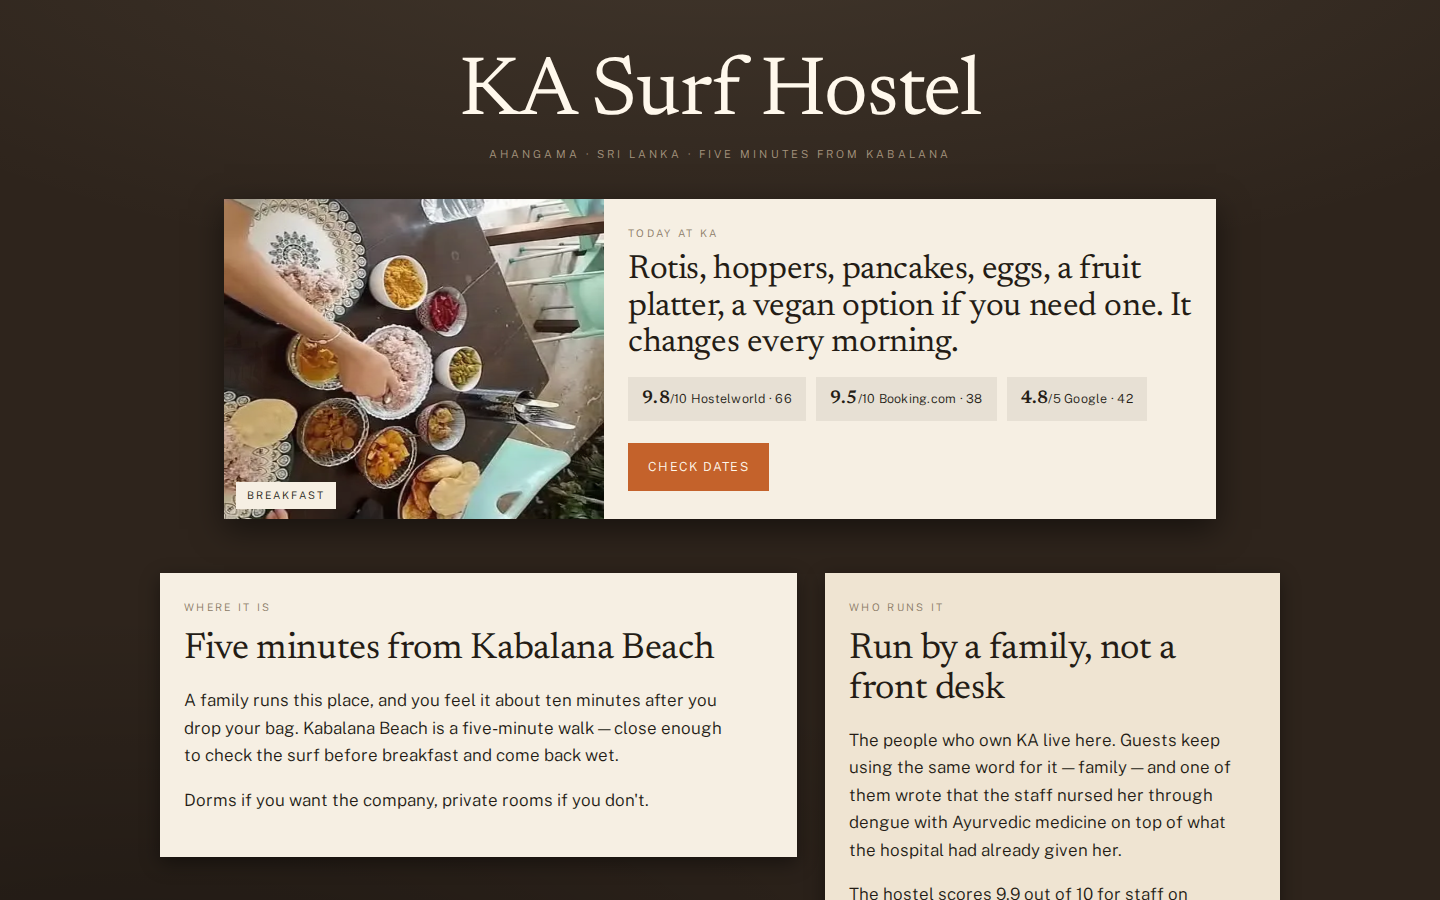 KA Surf Hostel
AHANGAMA · SRI LANKA · FIVE MINUTES FROM KABALANA
TODAY AT KA
Rotis, hoppers, pancakes, eggs, a fruit
platter, a vegan option if you need one. It
changes every morning.
9.8/10 Hostelworld · 66
9.5/10 Booking.com · 38
4.8/5 Google · 42
CHECK DATES
BREAKFAST
WHERE IT IS
Five minutes from Kabalana Beach
A family runs this place, and you feel it about ten minutes after you
drop your bag. Kabalana Beach is a five-minute walk — close enough
to check the surf before breakfast and come back wet.
Dorms if you want the company, private rooms if you don't.
WHO RUNS IT
Run by a family, not a
front desk
The people who own KA live here. Guests keep
using the same word for it — family — and one of
them wrote that the staff nursed her through
dengue with Ayurvedic medicine on top of what
the hospital had already given her.
The hostel scores 9.9 out of 10 for staff on